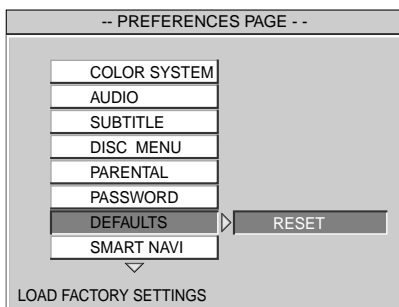 -- PREFERENCES PAGE - -
COLOR SYSTEM
AUDIO
SUBTITLE
DISC MENU
PARENTAL
PASSWORD
DEFAULTS RESET
SMART NAVI
LOAD FACTORY SETTINGS